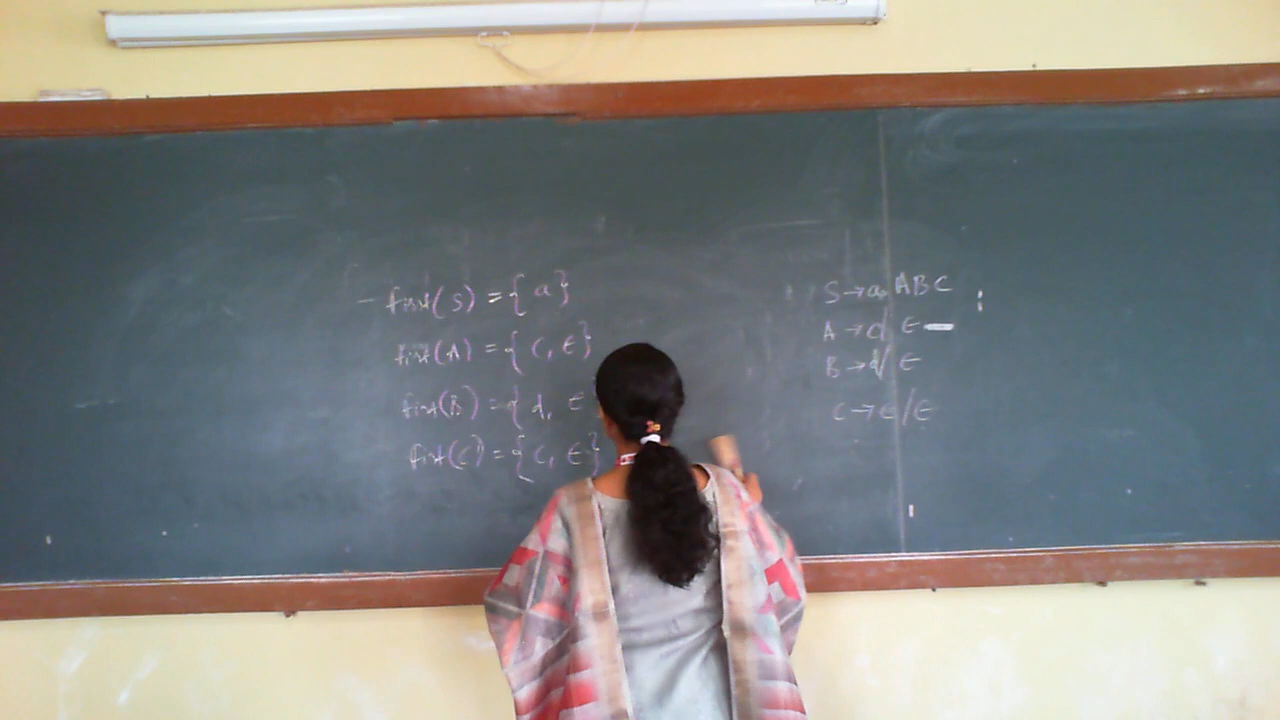 first(S) = { a }
first(A) = { c, ε }
first(B) = { d, ε
first(C) = { c, ε }
S → a ABC
A → d ε
B → d/ ε
C → e/ε